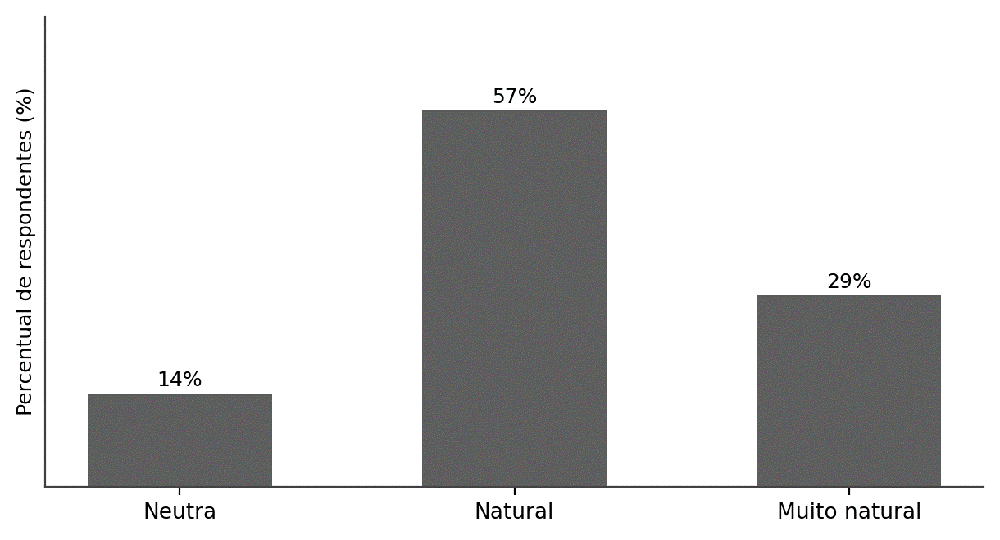 Percentual de respondentes (%)
57%
29%
14%
Neutra
Natural
Muito natural